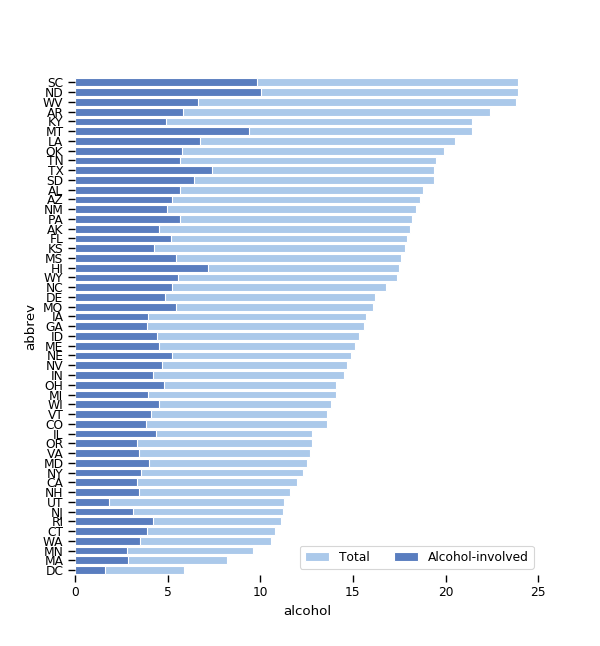 SC
ND
WV
AR
KY
MT
LA
OK
TN
TX
SD
AL
AZ
NM
PA
AK
FL
KS
MS
HI
WY
NC
DE
MO
IA
GA
ID
ME
NE
NV
IN
OH
MI
WI
VT
CO
IL
OR
VA
MD
NY
CA
NH
UT
NJ
RI
CT
WA
MN
MA
DC
abbrev
Total Alcohol-involved
0 5 10 15 20 25
alcohol